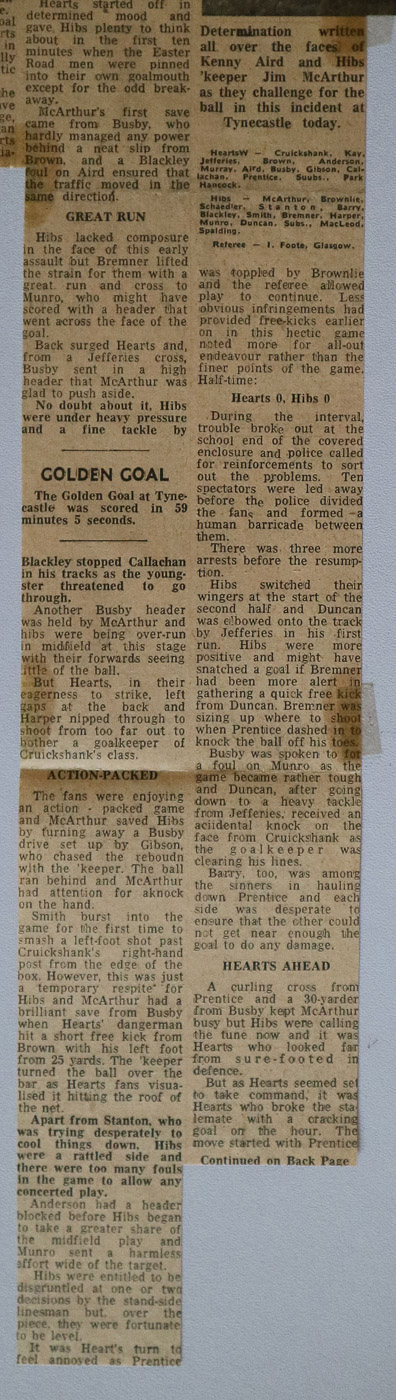 Hearts started off in
determined mood and
gave Hibs plenty to think
about in the first ten
minutes when the Easter
Road men were pinned
into their own goalmouth
except for the odd break-
away.
McArthur's first save
came from Busby, who
hardly managed any power
behind a neat slip from
Brown, and a Blackley
foul on Aird ensured that
the traffic moved in the
same direction.
GREAT RUN
Hibs lacked composure
in the face of this early
assault but Bremner lifted
the strain for them with a
great run and cross to
Munro, who might have
scored with a header that
went across the face of the
goal.
Back surged Hearts and,
from a Jefferies cross,
Busby sent in a high
header that McArthur was
glad to push aside.
No doubt about it, Hibs
were under heavy pressure
and a fine tackle by
GOLDEN GOAL
The Golden Goal at Tyne-
castle was scored in 59
minutes 5 seconds.
Blackley stopped Callachan
in his tracks as the young-
ster threatened to go
through.
Another Busby header
was held by McArthur and
hibs were being over-run
in midfield at this stage
with their forwards seeing
little of the ball.
But Hearts, in their
eagerness to strike, left
gaps at the back and
Harper nipped through to
shoot from too far out to
bother a goalkeeper of
Cruickshank's class.
ACTION-PACKED
The fans were enjoying
an action - packed game
and McArthur saved Hibs
by turning away a Busby
drive set up by Gibson,
who chased the reboudn
with the 'keeper. The ball
ran behind and McArthur
had attention for aknock
on the hand.
Smith burst into the
game for the first time to
smash a left-foot shot past
Cruickshank's right-hand
post from the edge of the
box. However, this was just
a temporary respite for
Hibs and McArthur had a
brilliant save from Busby
when Hearts' dangerman
hit a short free kick from
Brown with his left foot
from 25 yards. The 'keeper
turned the ball over the
bar as Hearts fans visua-
lised it hitting the roof of
the net.
Apart from Stanton, who
was trying desperately to
cool things down, Hibs
were a rattled side and
there were too many fouls
in the game to allow any
concerted play.
Anderson had a header
blocked before Hibs began
to take a greater share of
the midfield play and
Munro sent a harmless
effort wide of the target.
Hibs were entitled to be
disgruntled at one or two
decisions by the stand-side
linesman but, over the
piece, they were fortunate
to be level.
It was Heart's turn to
feel annoyed as Prentice
Determination written
all over the faces of
Kenny Aird and Hibs
'keeper Jim McArthur
as they challenge for the
ball in this incident at
Tynecastle today.
HeartsW — Cruickshank, Kay,
Jefferies, Brown, Anderson,
Murray, Aird, Busby, Gibson, Cal-
lachan, Prentice. Suubs., Park
Hancock.
Hibs — McArthur, Brownlie,
Schaedler, Stanton, Barry,
Blackley, Smith, Bremner, Harper,
Munro, Duncan. Subs., MacLeod,
Spalding.
Referee — I. Foote, Glasgow.
was toppled by Brownlie
and the referee allowed
play to continue. Less
obvious infringements had
provided free-kicks earlier
on in this hectic game
noted more for all-out
endeavour rather than the
finer points of the game.
Half-time:
Hearts 0, Hibs 0
During the interval,
trouble broke out at the
school end of the covered
enclosure and police called
for reinforcements to sort
out the problems. Ten
spectators were led away
before the police divided
the fans and formed a
human barricade between
them.
There was three more
arrests before the resump-
tion.
Hibs switched their
wingers at the start of the
second half and Duncan
was elbowed onto the track
by Jefferies in his first
run. Hibs were more
positive and might have
snatched a goal if Bremner
had been more alert in
gathering a quick free kick
from Duncan. Bremner was
sizing up where to shoot
when Prentice dashed in to
knock the ball off his toes.
Busby was spoken to for
a foul on Munro as the
game became rather tough
and Duncan, after going
down to a heavy tackle
from Jefferies, received an
acidental knock on the
face from Cruickshank as
the goalkeeper was
clearing his lines.
Barry, too, was among
the sinners in hauling
down Prentice and each
side was desperate to
ensure that the other could
not get near enough the
goal to do any damage.
HEARTS AHEAD
A curling cross from
Prentice and a 30-yarder
from Busby kept McArthur
busy but Hibs were calling
the tune now and it was
Hearts who looked far
from sure-footed in
defence.
But as Hearts seemed set
to take command, it was
Hearts who broke the sta-
lemate with a cracking
goal on the hour. The
move started with Prentice
Continued on Back Page